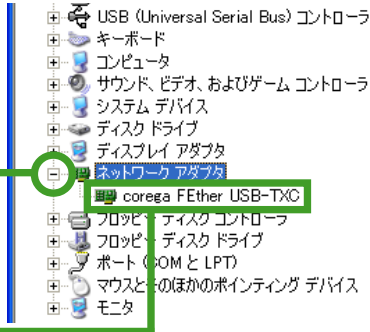 USB (Universal Serial Bus) コントローラ
キーボード
コンピュータ
サウンド、ビデオ、およびゲーム コントローラ
システム デバイス
ディスク ドライブ
ディスプレイ アダプタ
ネットワーク アダプタ
corega FEther USB-TXC
フロッピー ディスク コントローラ
フロッピー ディスク ドライブ
ポート (COM と LPT)
マウスとそのほかのポインティング デバイス
モニタ